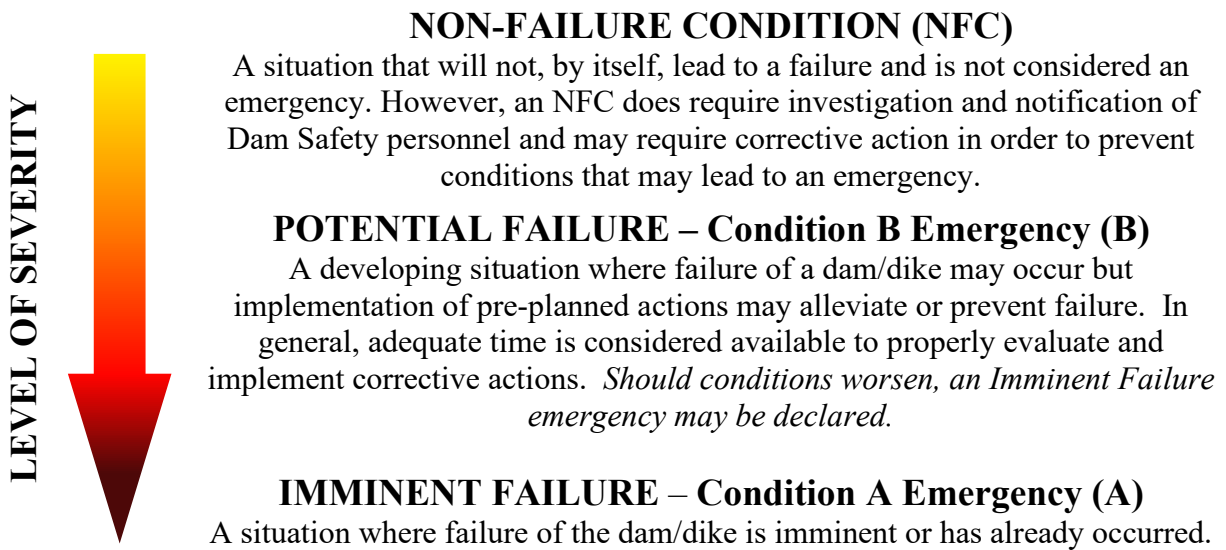 LEVEL OF SEVERITY
NON-FAILURE CONDITION (NFC)
A situation that will not, by itself, lead to a failure and is not considered an
emergency. However, an NFC does require investigation and notification of
Dam Safety personnel and may require corrective action in order to prevent
conditions that may lead to an emergency.
POTENTIAL FAILURE – Condition B Emergency (B)
A developing situation where failure of a dam/dike may occur but
implementation of pre-planned actions may alleviate or prevent failure.  In
general, adequate time is considered available to properly evaluate and
implement corrective actions.  Should conditions worsen, an Imminent Failure
emergency may be declared.
IMMINENT FAILURE – Condition A Emergency (A)
A situation where failure of the dam/dike is imminent or has already occurred.